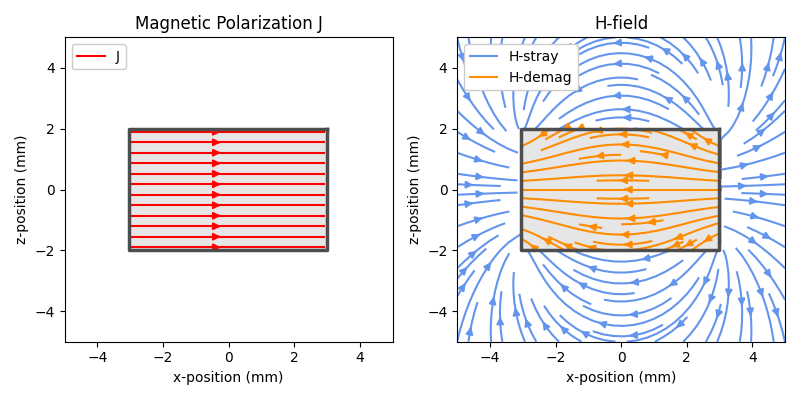 Magnetic Polarization J
J
4
2
0
−2
−4
z-position (mm)
−4 −2 0 2 4
x-position (mm)
H-field
H-stray
H-demag
4
2
0
−2
−4
z-position (mm)
−4 −2 0 2 4
x-position (mm)